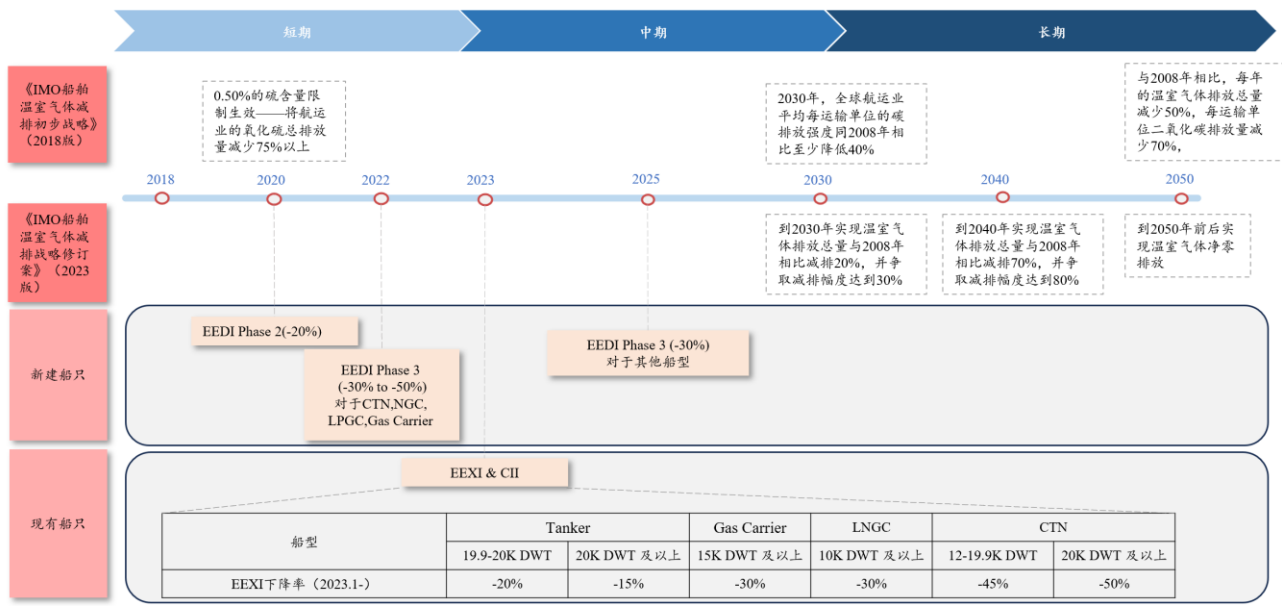 短期
中期
长期
《IMO船舶
温室气体减
排初步战略》
（2018版）
0.50%的硫含量限
制生效——将航运
业的氧化硫总排放
量减少75%以上
2030年，全球航运业
平均每运输单位的碳
排放强度同2008年相
比至少降低40%
与2008年相比，每年
的温室气体排放总量
减少50%，每运输单
位二氧化碳排放量减
少70%，
2018
2020
2022
2023
2025
2030
2040
2050
《IMO船舶
温室气体减
排战略修订
案》（2023
版）
到2030年实现温室气
体排放总量与2008年
相比减排20%，并争
取减排幅度达到30%
到2040年实现温室气
体排放总量与2008年
相比减排70%，并争
取减排幅度达到80%
到2050年前后实
现温室气体净零
排放
新建船只
EEDI Phase 2(-20%)
EEDI Phase 3
(-30% to -50%)
对于CTN,NGC,
LPGC,Gas Carrier
EEDI Phase 3 (-30%)
对于其他船型
现有船只
EEXI & CII
船型
Tanker
Gas Carrier
LNGC
CTN
19.9-20K DWT
20K DWT 及以上
15K DWT 及以上
10K DWT 及以上
12-19.9K DWT
20K DWT 及以上
EEXI下降率（2023.1-）
-20%
-15%
-30%
-30%
-45%
-50%